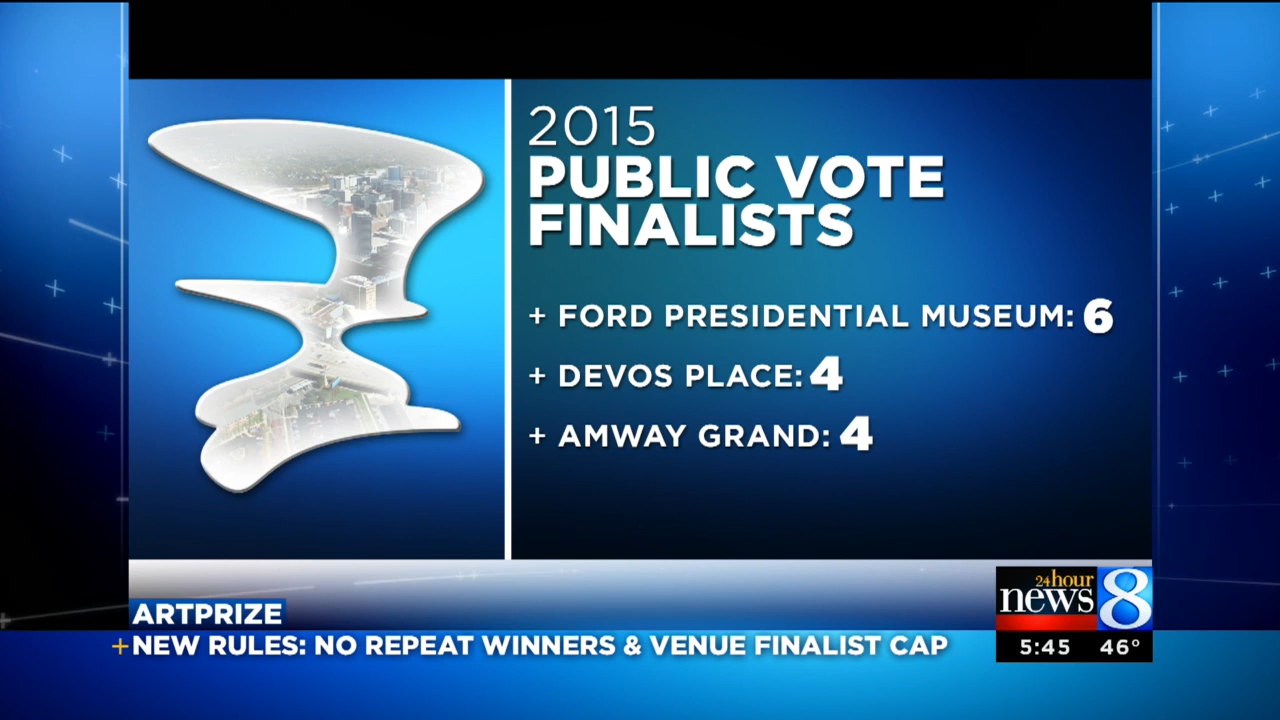 2015
PUBLIC VOTE
FINALISTS
+ FORD PRESIDENTIAL MUSEUM: 6
+ DEVOS PLACE: 4
+ AMWAY GRAND: 4
ARTPRIZE
+NEW RULES: NO REPEAT WINNERS & VENUE FINALIST CAP
24hour
news 8
5:45 46°